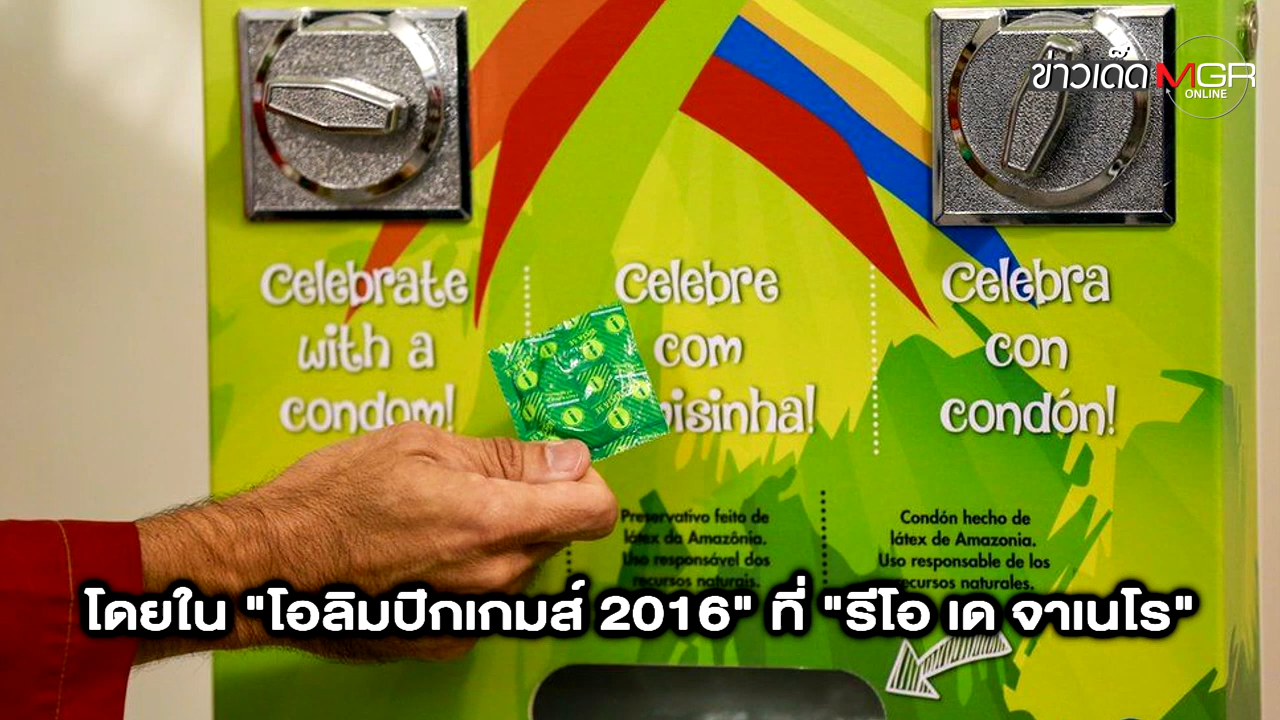 ข่าวเด็ด MGR
ONLINE
Celebrate
with a
condom!
Celebre
com
misinha!
Celebra
con
condón!
Preservativo feito de
látex da Amazônia.
Uso responsável dos
recursos naturais.
Condón hecho de
látex de Amazonia.
Uso responsable de los
recursos naturales.
โดยใน "โอลิมปิกเกมส์ 2016" ที่ "รีโอ เด จาเนโร"